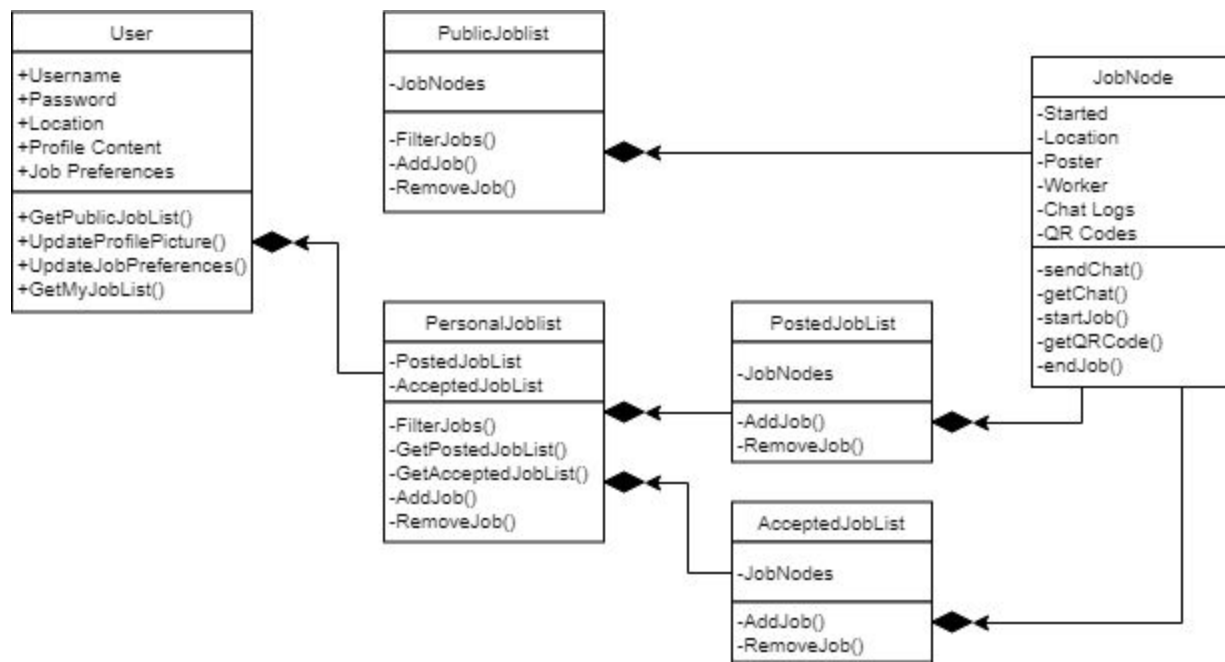 User
+Username
+Password
+Location
+Profile Content
+Job Preferences
+GetPublicJobList()
+UpdateProfilePicture()
+UpdateJobPreferences()
+GetMyJobList()
PublicJoblist
-JobNodes
-FilterJobs()
-AddJob()
-RemoveJob()
JobNode
-Started
-Location
-Poster
-Worker
-Chat Logs
-QR Codes
-sendChat()
-getChat()
-startJob()
-getQRCode()
-endJob()
PersonalJoblist
-PostedJobList
-AcceptedJobList
-FilterJobs()
-GetPostedJobList()
-GetAcceptedJobList()
-AddJob()
-RemoveJob()
PostedJobList
-JobNodes
-AddJob()
-RemoveJob()
AcceptedJobList
-JobNodes
-AddJob()
-RemoveJob()